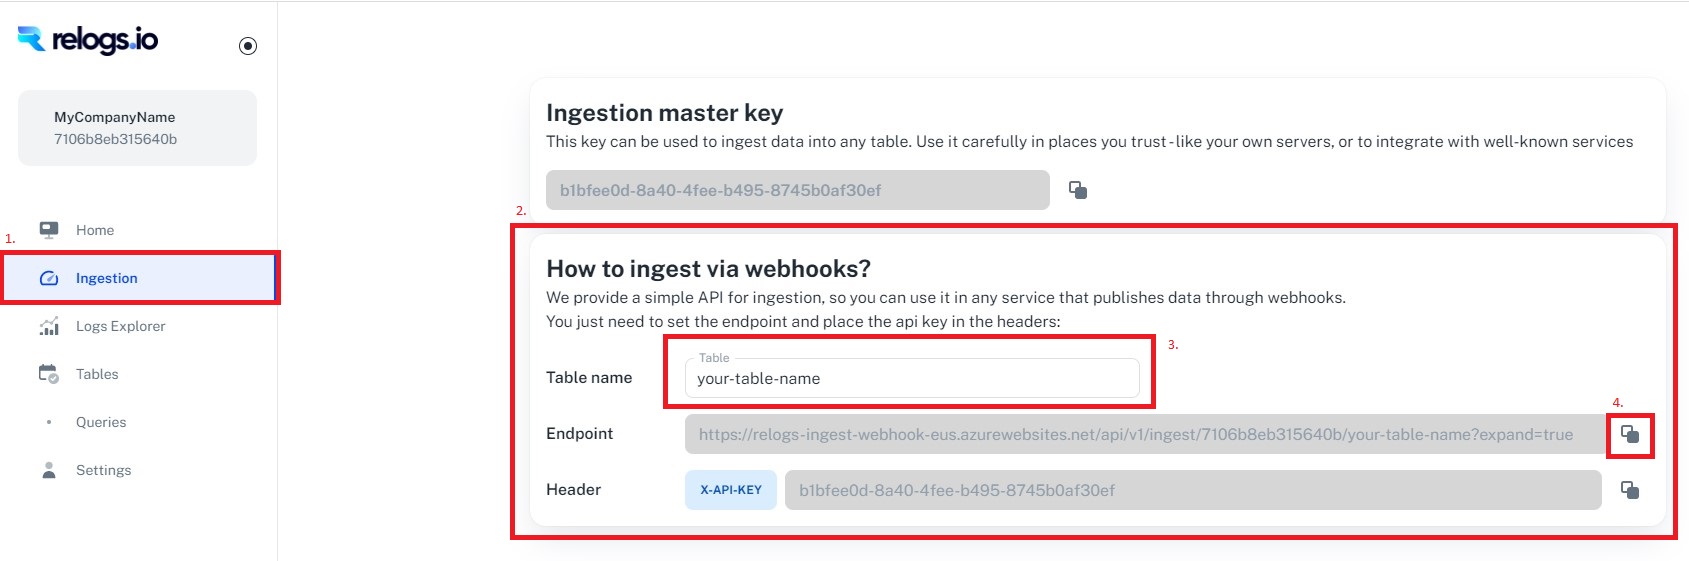 relogs.io
MyCompanyName
7106b8eb315640b
1.
Home
Ingestion
Logs Explorer
Tables
Queries
Settings
Ingestion master key
This key can be used to ingest data into any table. Use it carefully in places you trust - like your own servers, or to integrate with well-known services
b1bfee0d-8a40-4fee-b495-8745b0af30ef
2.
How to ingest via webhooks?
We provide a simple API for ingestion, so you can use it in any service that publishes data through webhooks.
You just need to set the endpoint and place the api key in the headers:
3.
Table
Table name your-table-name
4.
Endpoint https://relogs-ingest-webhook-eus.azurewebsites.net/api/v1/ingest/7106b8eb315640b/your-table-name?expand=true
Header X-API-KEY b1bfee0d-8a40-4fee-b495-8745b0af30ef